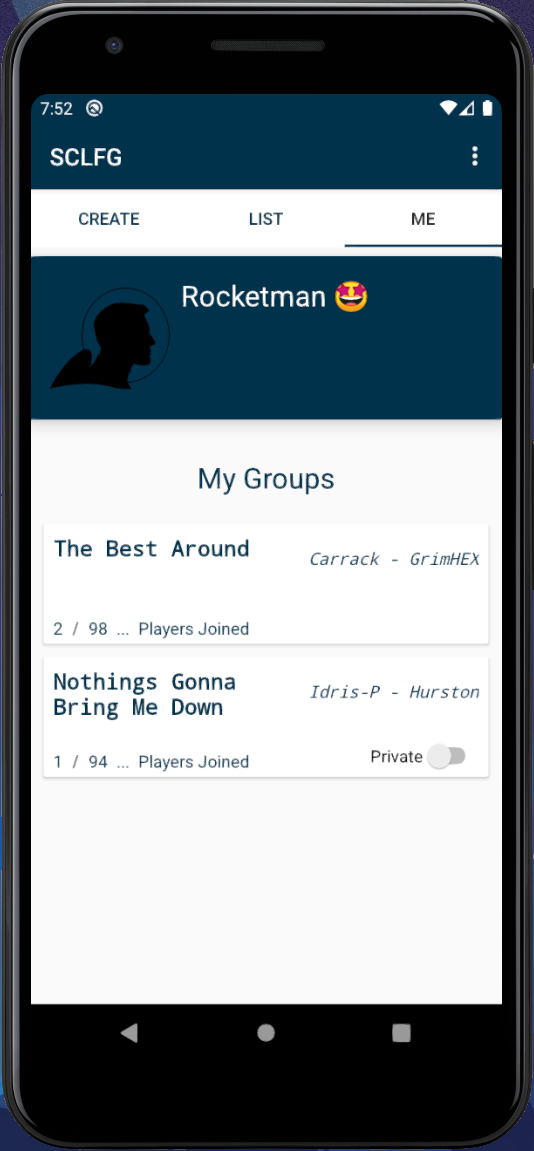 7:52
SCLFG
CREATE LIST ME
Rocketman 🤩
My Groups
The Best Around
Carrack - GrimHEX
2 / 98 ... Players Joined
Nothings Gonna
Bring Me Down
Idris-P - Hurston
1 / 94 ... Players Joined
Private